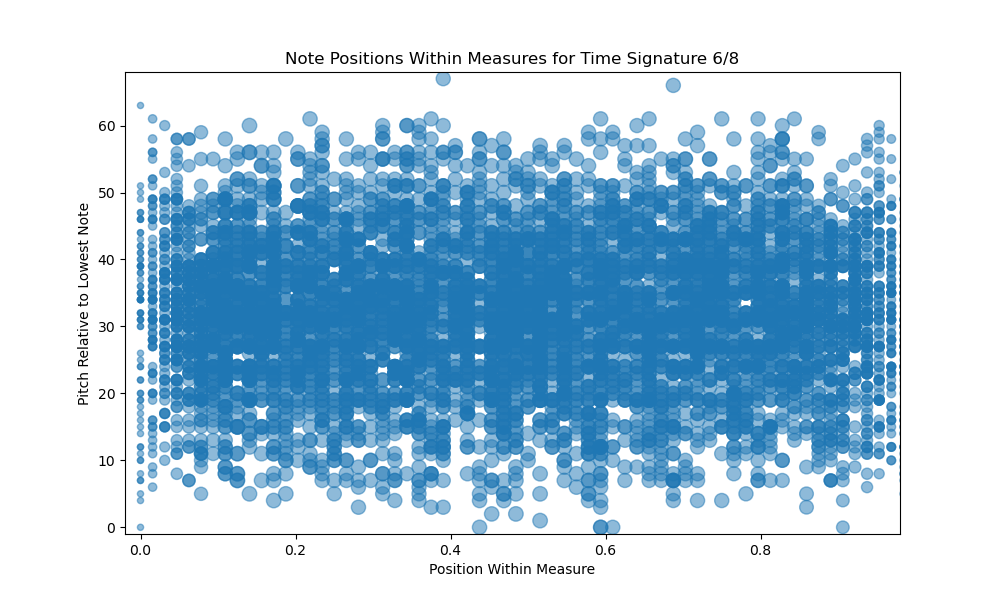 Note Positions Within Measures for Time Signature 6/8
Pitch Relative to Lowest Note
60
50
40
30
20
10
0
0.0 0.2 0.4 0.6 0.8
Position Within Measure